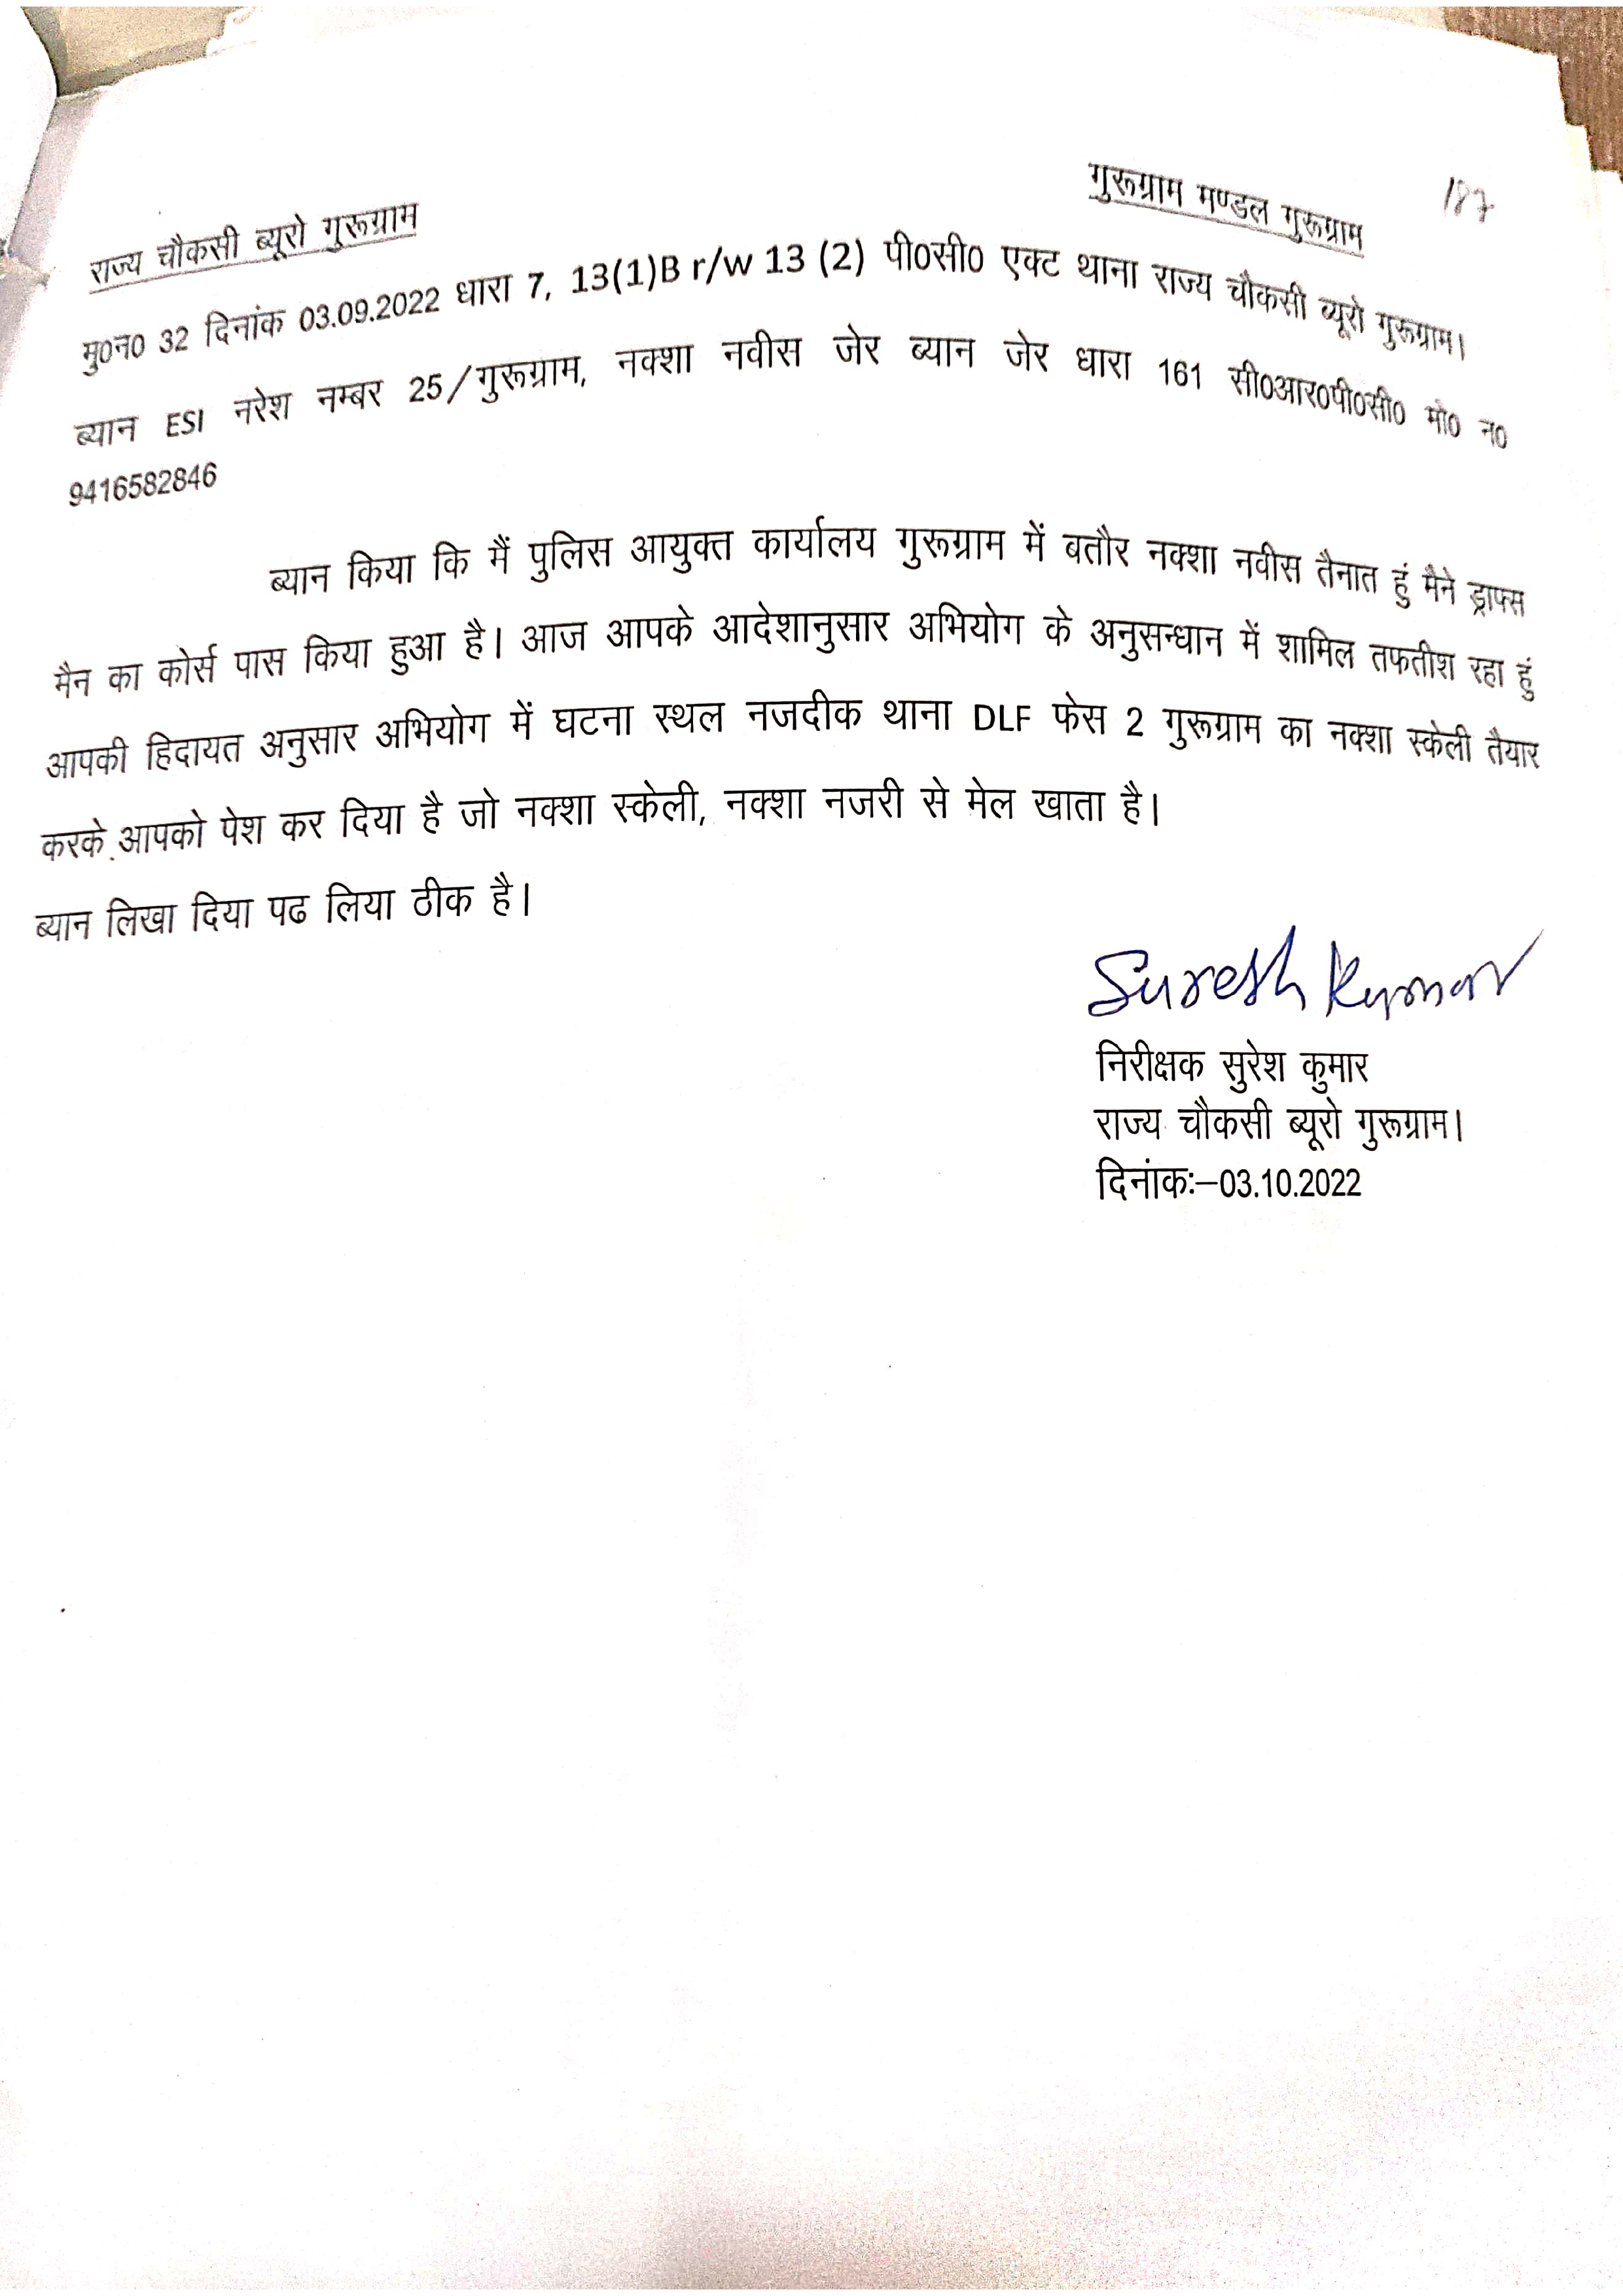 187
राज्य चौकसी ब्यूरो गुरूग्राम गुरूग्राम मण्डल गुरूग्राम
मु0न0 32 दिनांक 03.09.2022 धारा 7, 13(1)B r/w 13 (2) पी0सी0 एक्ट थाना राज्य चौकसी ब्यूरो गुरूग्राम।
ब्यान ESI नरेश नम्बर 25/गुरूग्राम, नक्शा नवीस जेर ब्यान जेर धारा 161 सी0आर0पी0सी0 मो0 न0
9416582846
ब्यान किया कि मैं पुलिस आयुक्त कार्यालय गुरूग्राम में बतौर नक्शा नवीस तैनात हुं मैने ड्राफ्स
मैन का कोर्स पास किया हुआ है। आज आपके आदेशानुसार अभियोग के अनुसन्धान में शामिल तफतीश रहा हुं
आपकी हिदायत अनुसार अभियोग में घटना स्थल नजदीक थाना DLF फेस 2 गुरूग्राम का नक्शा स्केली तैयार
करके आपको पेश कर दिया है जो नक्शा स्केली, नक्शा नजरी से मेल खाता है।
ब्यान लिखा दिया पढ लिया ठीक है।
Suresh Kumar
निरीक्षक सुरेश कुमार
राज्य चौकसी ब्यूरो गुरूग्राम।
दिनांकः–03.10.2022